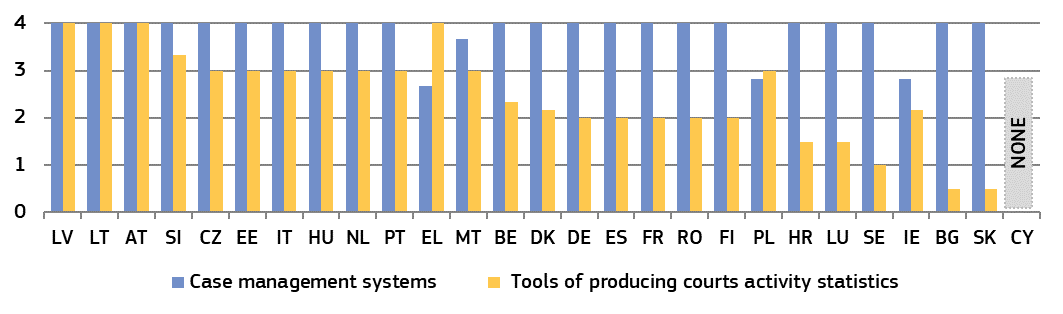 4
3
2
1
0
NONE
LV LT AT SI CZ EE IT HU NL PT EL MT BE DK DE ES FR RO FI PL HR LU SE IE BG SK CY
Case management systems Tools of producing courts activity statistics